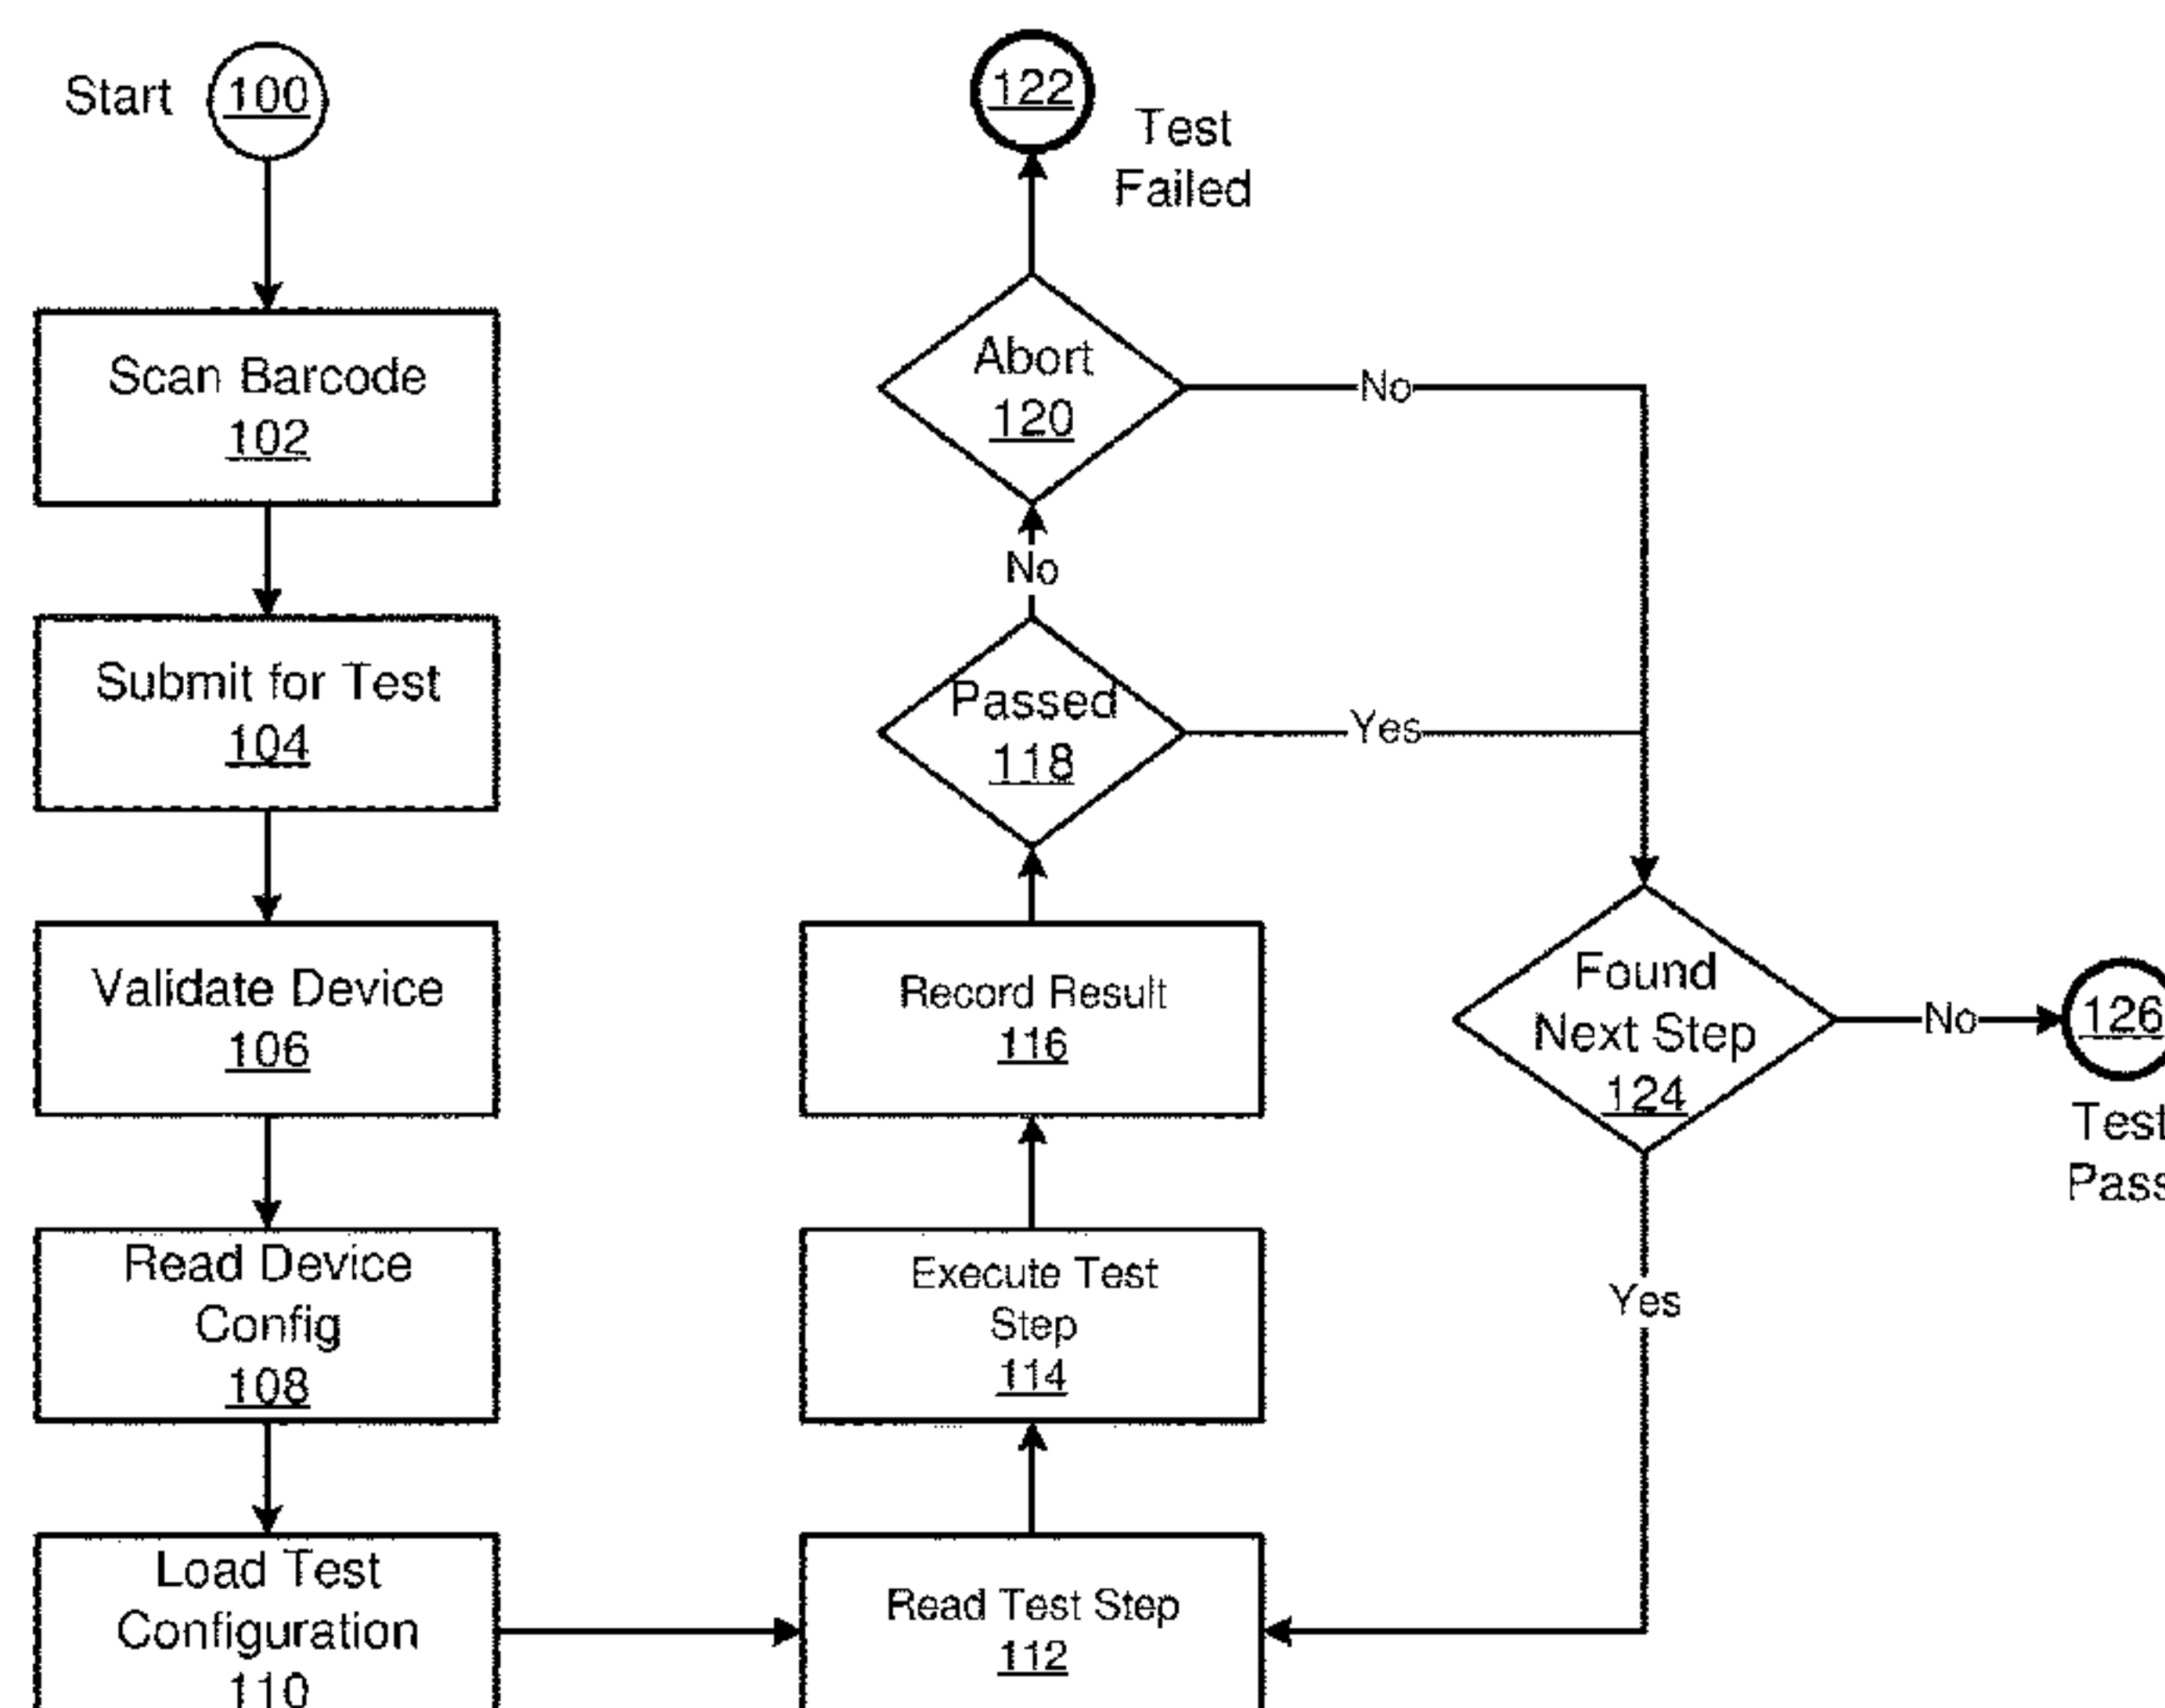 Start
100
Scan Barcode
102
Submit for Test
104
Validate Device
106
Read Device
Config
108
Load Test
Configuration
110
122
Test
Failed
Abort
120
No
No
Passed
118
Yes
Record Result
116
Execute Test
Step
114
Read Test Step
112
Found
Next Step
124
No
126
Test
Pass
Yes